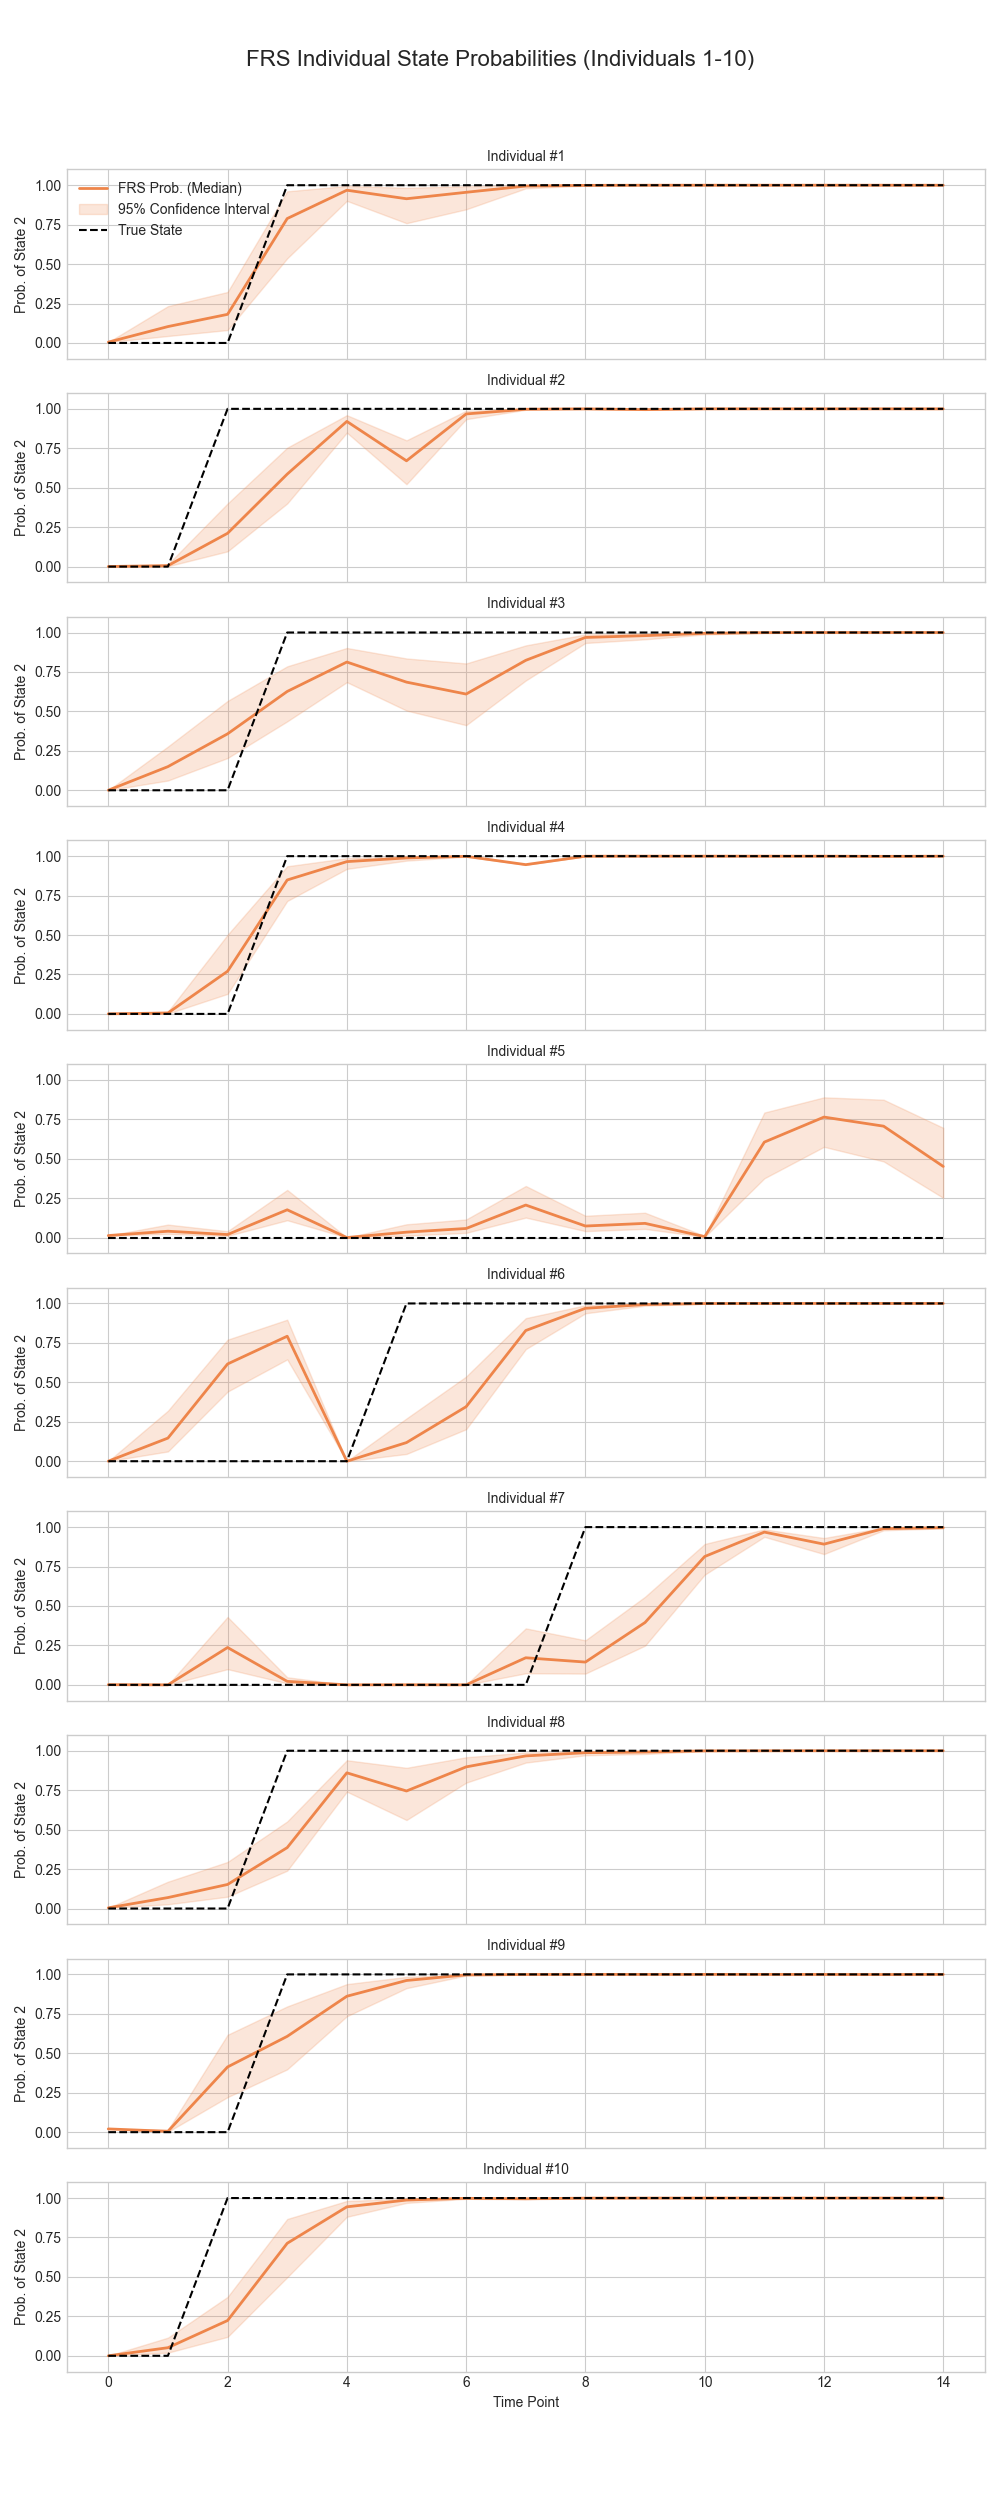 FRS Individual State Probabilities (Individuals 1-10)
Individual #1
FRS Prob. (Median)
95% Confidence Interval
True State
Prob. of State 2
1.00
0.75
0.50
0.25
0.00
Individual #2
Prob. of State 2
1.00
0.75
0.50
0.25
0.00
Individual #3
Prob. of State 2
1.00
0.75
0.50
0.25
0.00
Individual #4
Prob. of State 2
1.00
0.75
0.50
0.25
0.00
Individual #5
Prob. of State 2
1.00
0.75
0.50
0.25
0.00
Individual #6
Prob. of State 2
1.00
0.75
0.50
0.25
0.00
Individual #7
Prob. of State 2
1.00
0.75
0.50
0.25
0.00
Individual #8
Prob. of State 2
1.00
0.75
0.50
0.25
0.00
Individual #9
Prob. of State 2
1.00
0.75
0.50
0.25
0.00
Individual #10
Prob. of State 2
1.00
0.75
0.50
0.25
0.00
0 2 4 6 8 10 12 14
Time Point